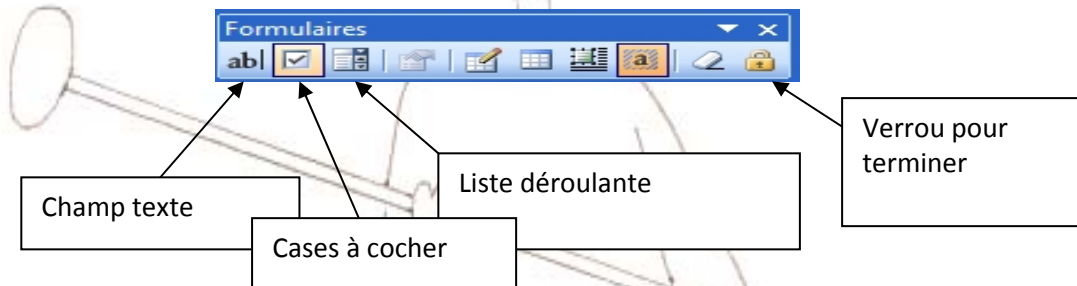 Formulaires
ab|
a
Verrou pour
terminer
Liste déroulante
Champ texte
Cases à cocher